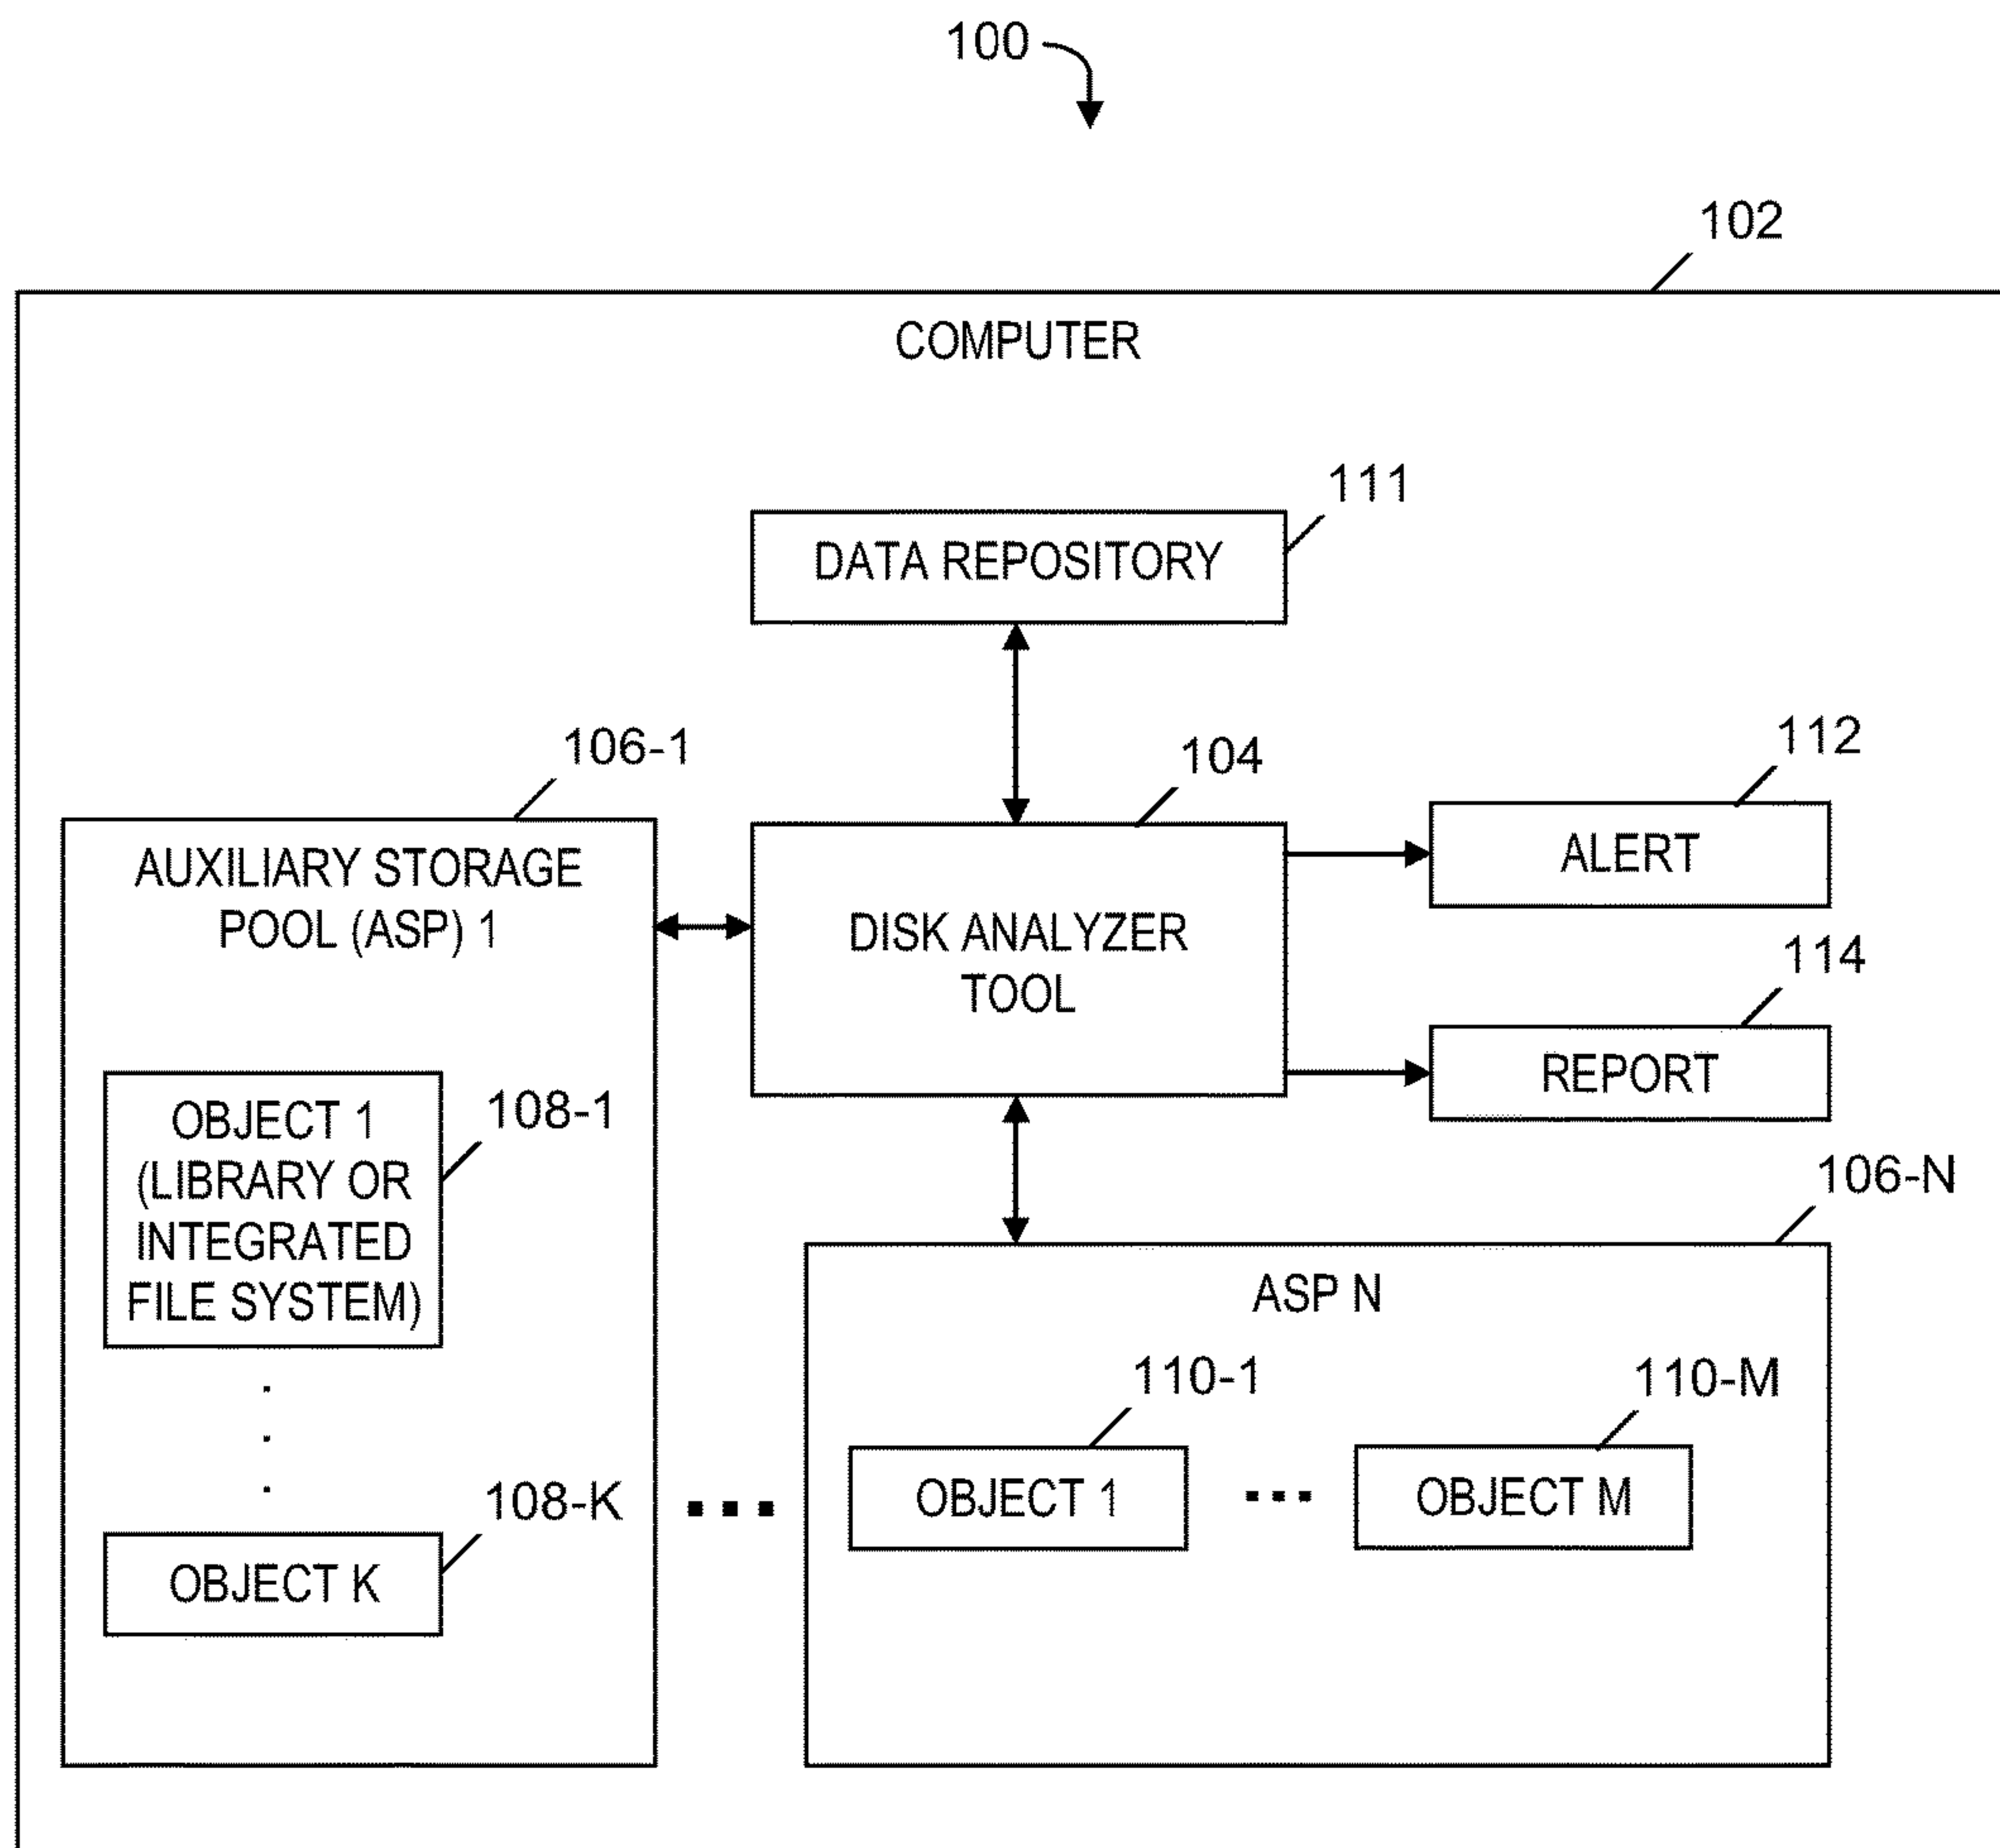 100
102
COMPUTER
111
DATA REPOSITORY
106-1
104
112
AUXILIARY STORAGE
POOL (ASP) 1
DISK ANALYZER
TOOL
ALERT
114
REPORT
OBJECT 1
(LIBRARY OR
INTEGRATED
FILE SYSTEM)
108-1
106-N
ASP N
110-1
110-M
108-K
OBJECT K
OBJECT 1
OBJECT M